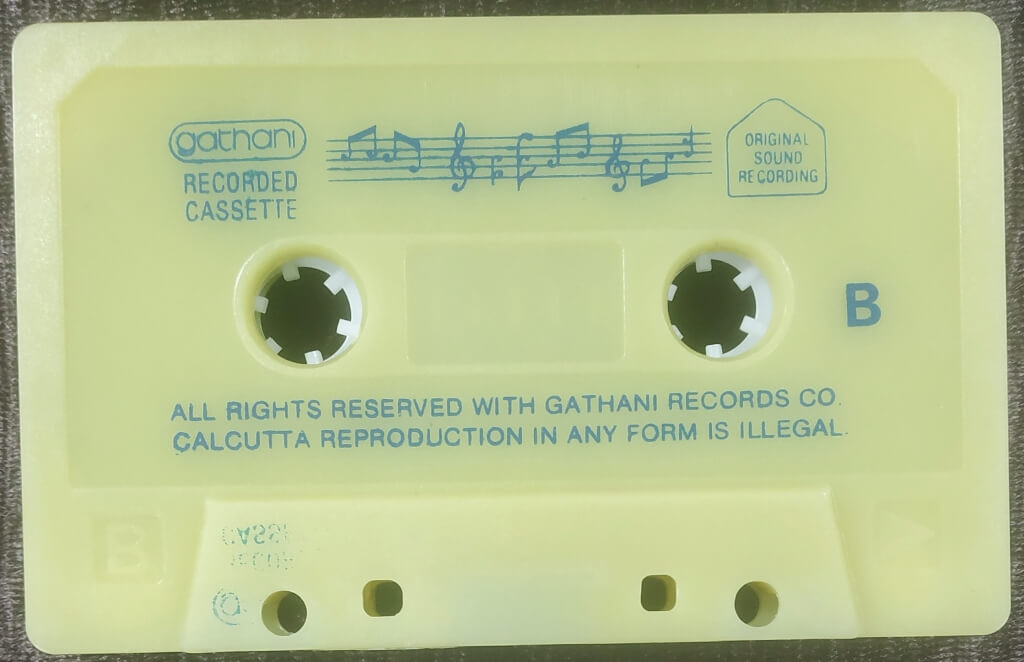 gathani
RECORDED
CASSETTE
ORIGINAL
SOUND
RECORDING
B
ALL RIGHTS RESERVED WITH GATHANI RECORDS CO.
CALCUTTA REPRODUCTION IN ANY FORM IS ILLEGAL.
B